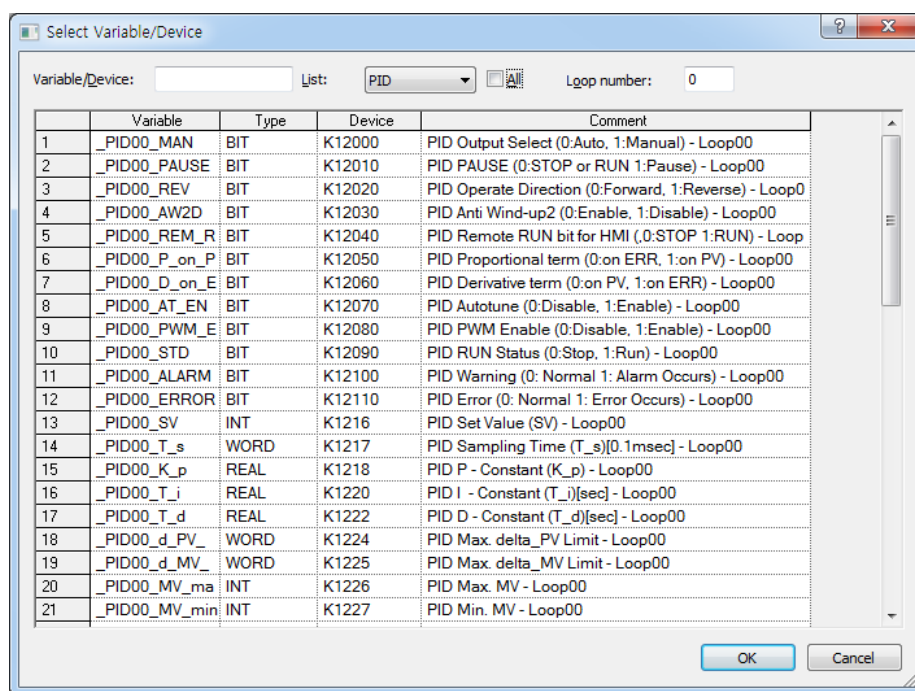 Select Variable/Device
Variable/Device: List: PID All Loop number: 0
Variable Type Device Comment
1 _PID00_MAN BIT K12000 PID Output Select (0:Auto, 1:Manual) - Loop00
2 _PID00_PAUSE BIT K12010 PID PAUSE (0:STOP or RUN 1:Pause) - Loop00
3 _PID00_REV BIT K12020 PID Operate Direction (0:Forward, 1:Reverse) - Loop0
4 _PID00_AW2D BIT K12030 PID Anti Wind-up2 (0:Enable, 1:Disable) - Loop00
5 _PID00_REM_R BIT K12040 PID Remote RUN bit for HMI (,0:STOP 1:RUN) - Loop
6 _PID00_P_on_P BIT K12050 PID Proportional term (0:on ERR, 1:on PV) - Loop00
7 _PID00_D_on_E BIT K12060 PID Derivative term (0:on PV, 1:on ERR) - Loop00
8 _PID00_AT_EN BIT K12070 PID Autotune (0:Disable, 1:Enable) - Loop00
9 _PID00_PWM_E BIT K12080 PID PWM Enable (0:Disable, 1:Enable) - Loop00
10 _PID00_STD BIT K12090 PID RUN Status (0:Stop, 1:Run) - Loop00
11 _PID00_ALARM BIT K12100 PID Warning (0: Normal 1: Alarm Occurs) - Loop00
12 _PID00_ERROR BIT K12110 PID Error (0: Normal 1: Error Occurs) - Loop00
13 _PID00_SV INT K1216 PID Set Value (SV) - Loop00
14 _PID00_T_s WORD K1217 PID Sampling Time (T_s)[0.1msec] - Loop00
15 _PID00_K_p REAL K1218 PID P - Constant (K_p) - Loop00
16 _PID00_T_i REAL K1220 PID I - Constant (T_i)[sec] - Loop00
17 _PID00_T_d REAL K1222 PID D - Constant (T_d)[sec] - Loop00
18 _PID00_d_PV_ WORD K1224 PID Max. delta_PV Limit - Loop00
19 _PID00_d_MV_ WORD K1225 PID Max. delta_MV Limit - Loop00
20 _PID00_MV_ma INT K1226 PID Max. MV - Loop00
21 _PID00_MV_min INT K1227 PID Min. MV - Loop00
OK Cancel